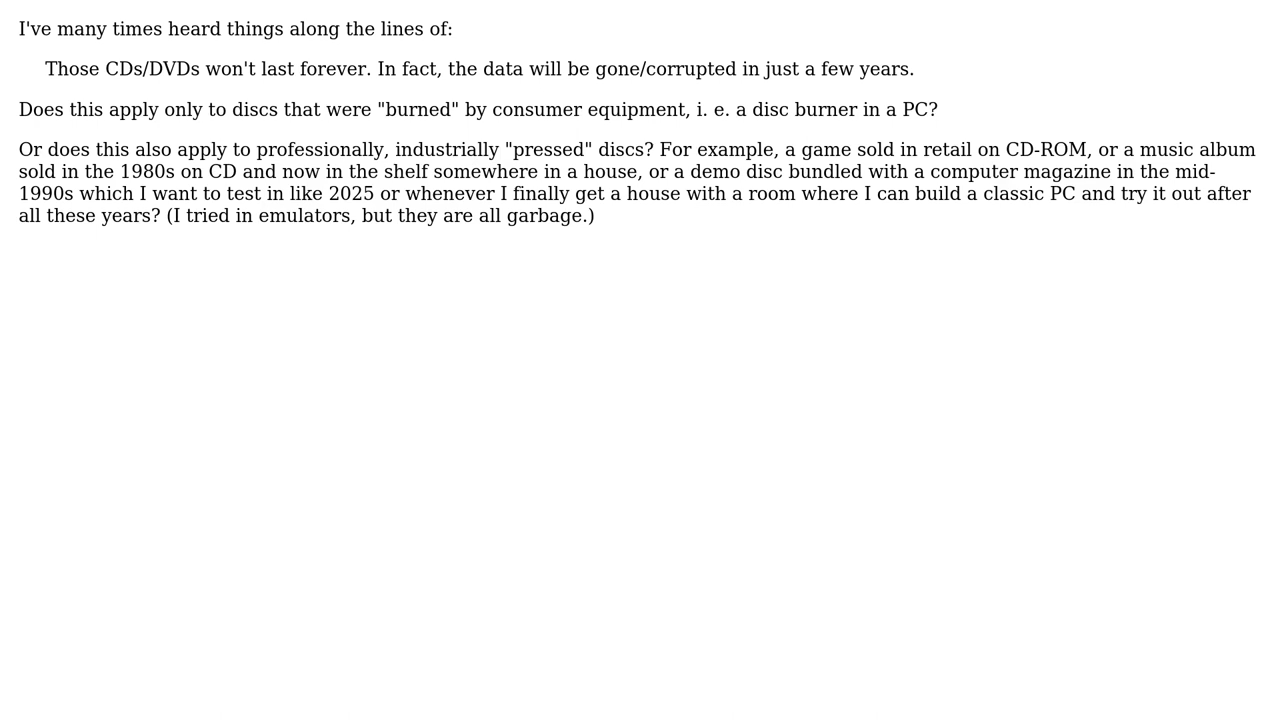 I've many times heard things along the lines of:
Those CDs/DVDs won't last forever. In fact, the data will be gone/corrupted in just a few years.
Does this apply only to discs that were "burned" by consumer equipment, i. e. a disc burner in a PC?
Or does this also apply to professionally, industrially "pressed" discs? For example, a game sold in retail on CD-ROM, or a music album
sold in the 1980s on CD and now in the shelf somewhere in a house, or a demo disc bundled with a computer magazine in the mid-
1990s which I want to test in like 2025 or whenever I finally get a house with a room where I can build a classic PC and try it out after
all these years? (I tried in emulators, but they are all garbage.)